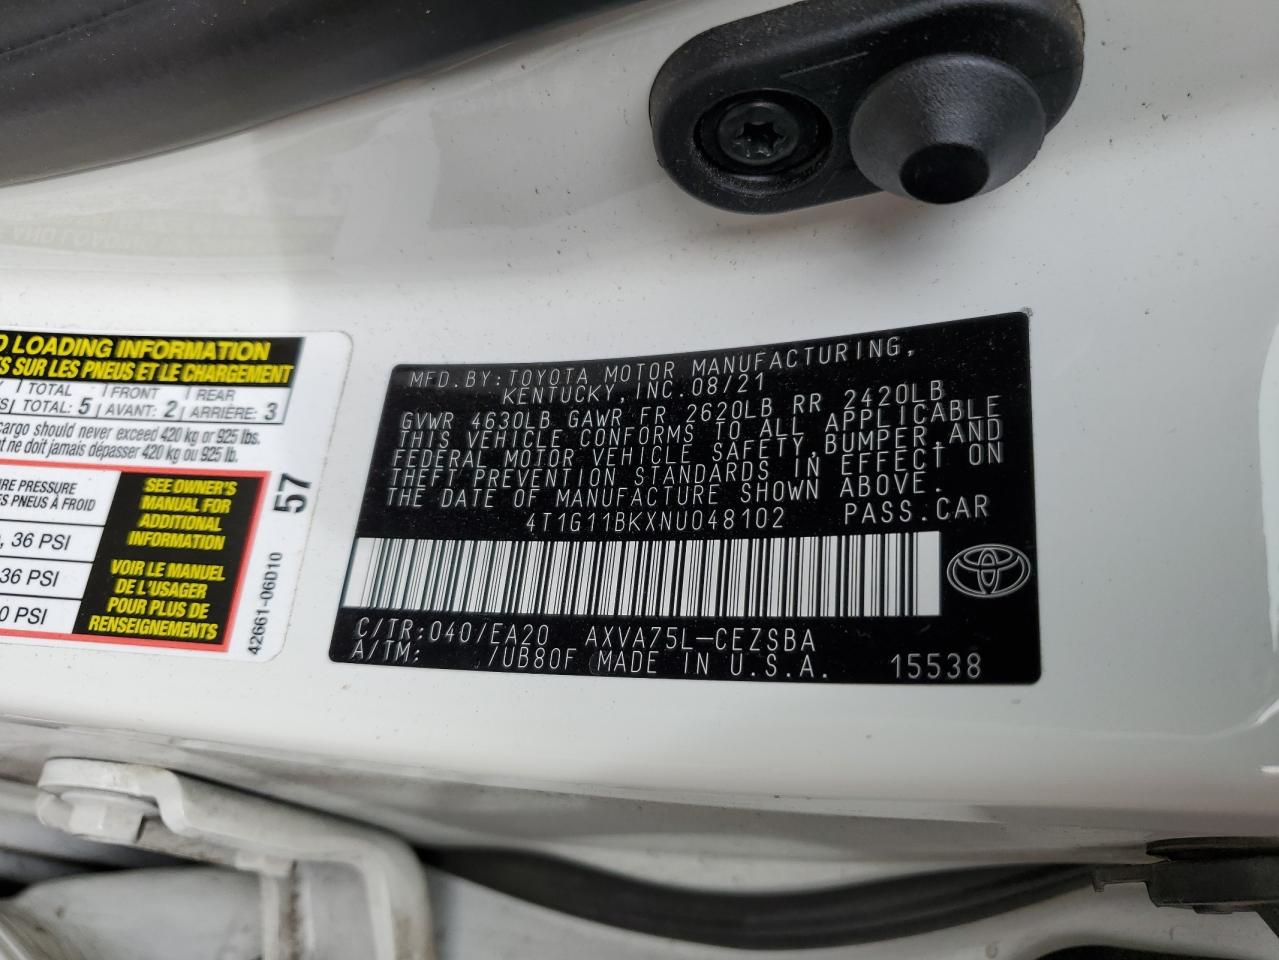 O LOADING INFORMATION
S SUR LES PNEUS ET LE CHARGEMENT
TOTAL FRONT REAR
TOTAL: 5 AVANT: 2 ARRIÈRE: 3
cargo should never exceed 420 kg or 925 lbs.
t ne doit jamais dépasser 420 kg ou 925 lb.
RE PRESSURE
ES PNEUS À FROID
, 36 PSI
36 PSI
0 PSI
SEE OWNER'S
MANUAL FOR
ADDITIONAL
INFORMATION
VOIR LE MANUEL
DE L'USAGER
POUR PLUS DE
RENSEIGNEMENTS
57
42661-06D10
MFD. BY: TOYOTA MOTOR MANUFACTURING,
KENTUCKY, INC. 08/21
GVWR 4630LB GAWR FR 2620LB RR 2420LB
THIS VEHICLE CONFORMS TO ALL APPLICABLE
FEDERAL MOTOR VEHICLE SAFETY, BUMPER, AND
THEFT PREVENTION STANDARDS IN EFFECT ON
THE DATE OF MANUFACTURE SHOWN ABOVE.
4T1G11BKXNU048102 PASS.CAR
C/TR: 040/EA20 AXVA75L-CEZSBA
A/TM: /UB80F MADE IN U.S.A. 15538